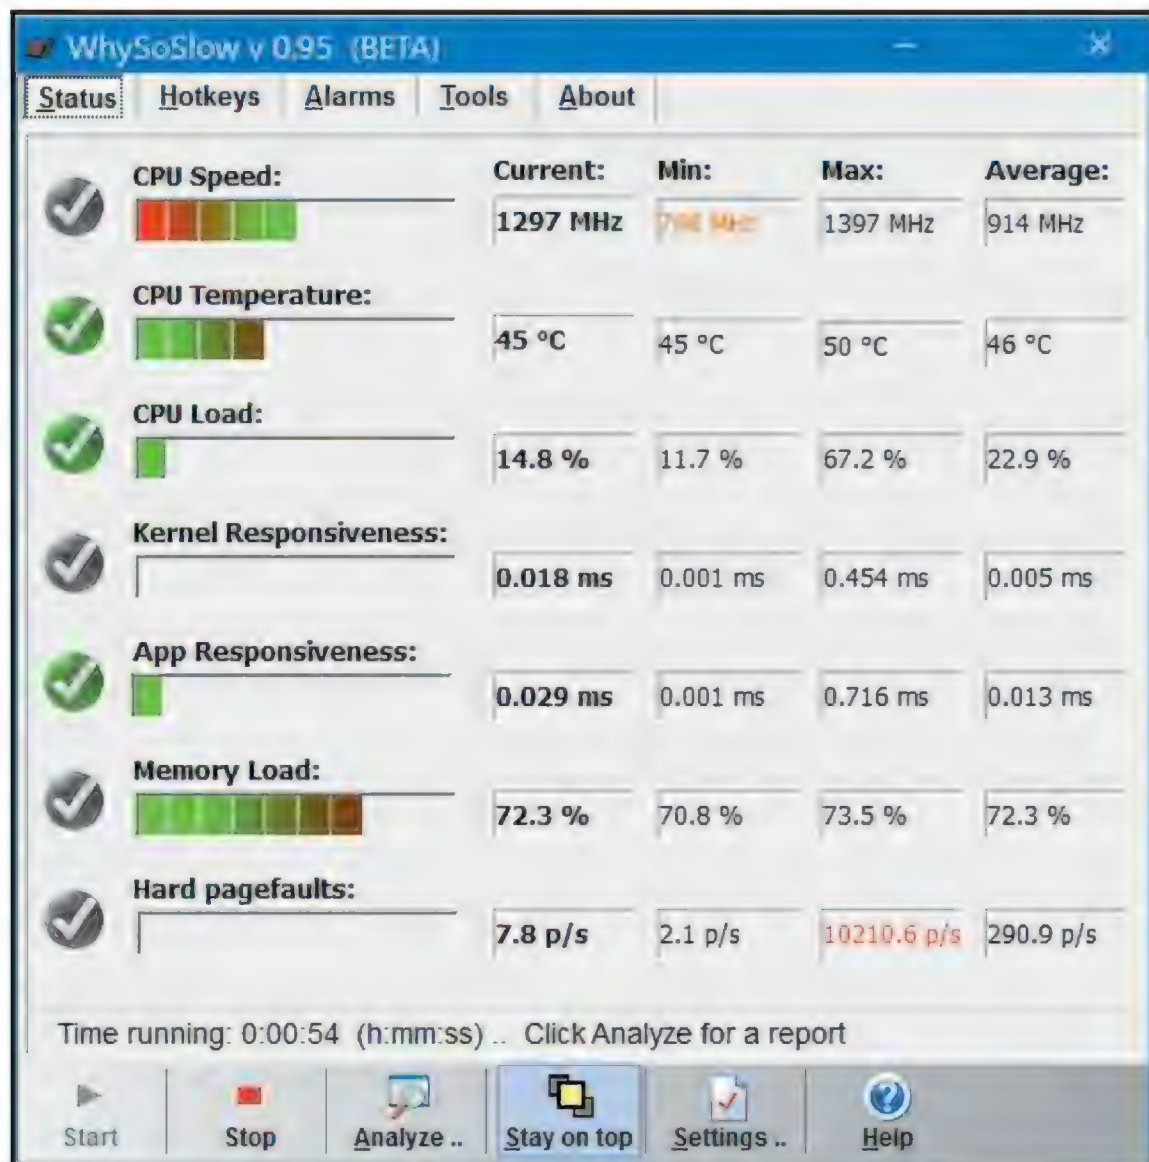 WhySoSlow v 0.95 (BETA)
Status Hotkeys Alarms Tools About
CPU Speed: Current: Min: Max: Average:
1297 MHz MHz 1397 MHz 914 MHz
CPU Temperature:
45 °C 45 °C 50 °C 46 °C
CPU Load:
14.8 % 11.7 % 67.2 % 22.9 %
Kernel Responsiveness:
0.018 ms 0.001 ms 0.454 ms 0.005 ms
App Responsiveness:
0.029 ms 0.001 ms 0.716 ms 0.013 ms
Memory Load:
72.3 % 70.8 % 73.5 % 72.3 %
Hard pagefaults:
7.8 p/s 2.1 p/s 10210.6 p/s 290.9 p/s
Time running: 0:00:54 (h:mm:ss) .. Click Analyze for a report
Start Stop Analyze .. Stay on top Settings .. Help